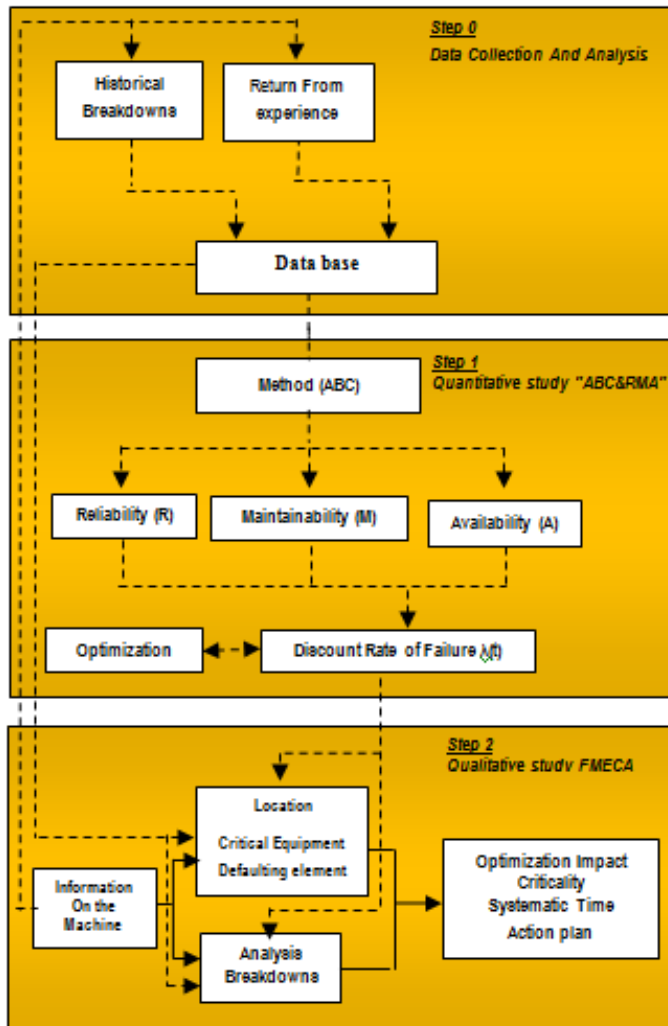 Step 0
Data Collection And Analysis
Historical
Breakdowns
Return From
experience
Data base
Step 1
Quantitative study "ABC&RMA"
Method (ABC)
Reliability (R)
Maintainability (M)
Availability (A)
Optimization
Discount Rate of Failure λ(t)
Step 2
Qualitative study FMECA
Location
Critical Equipment
Defaulting element
Information
On the
Machine
Analysis
Breakdowns
Optimization Impact
Criticality
Systematic Time
Action plan